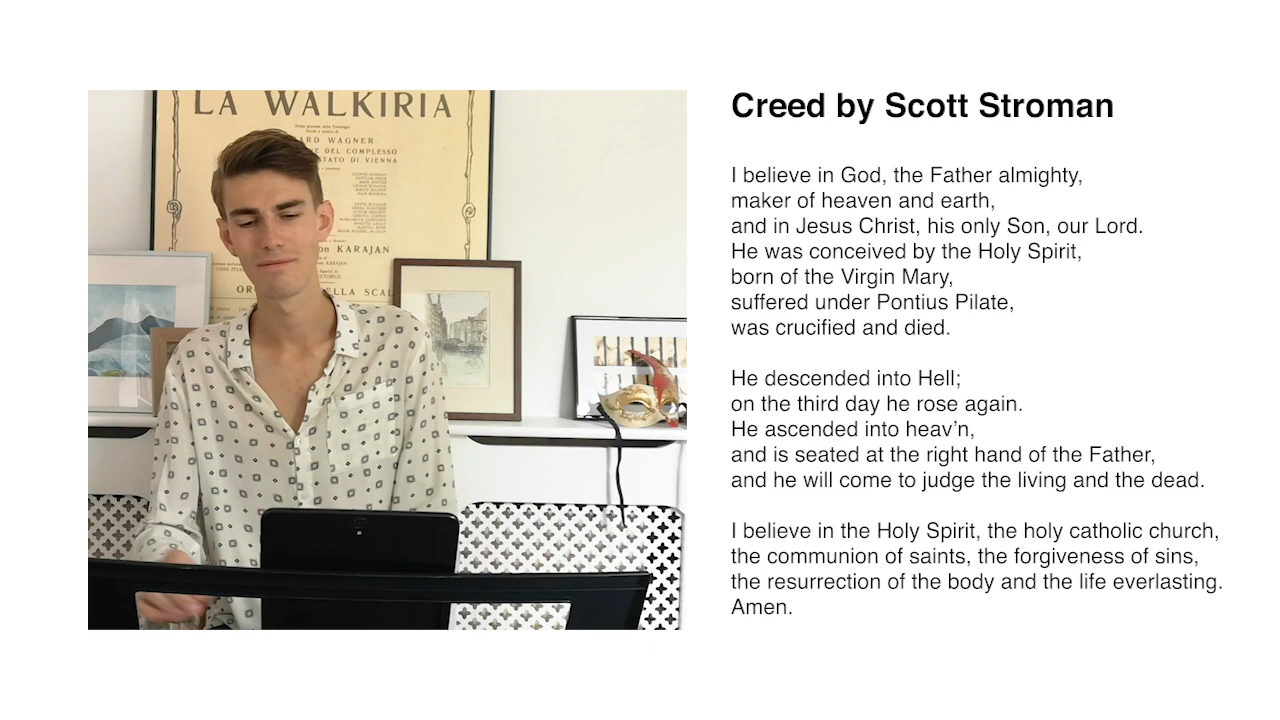 LA WALKIRIA
WAGNER
DEL COMPLESSO
DI VIENNA
KARAJAN
Creed by Scott Stroman
I believe in God, the Father almighty,
maker of heaven and earth,
and in Jesus Christ, his only Son, our Lord.
He was conceived by the Holy Spirit,
born of the Virgin Mary,
suffered under Pontius Pilate,
was crucified and died.
He descended into Hell;
on the third day he rose again.
He ascended into heav’n,
and is seated at the right hand of the Father,
and he will come to judge the living and the dead.
I believe in the Holy Spirit, the holy catholic church,
the communion of saints, the forgiveness of sins,
the resurrection of the body and the life everlasting.
Amen.